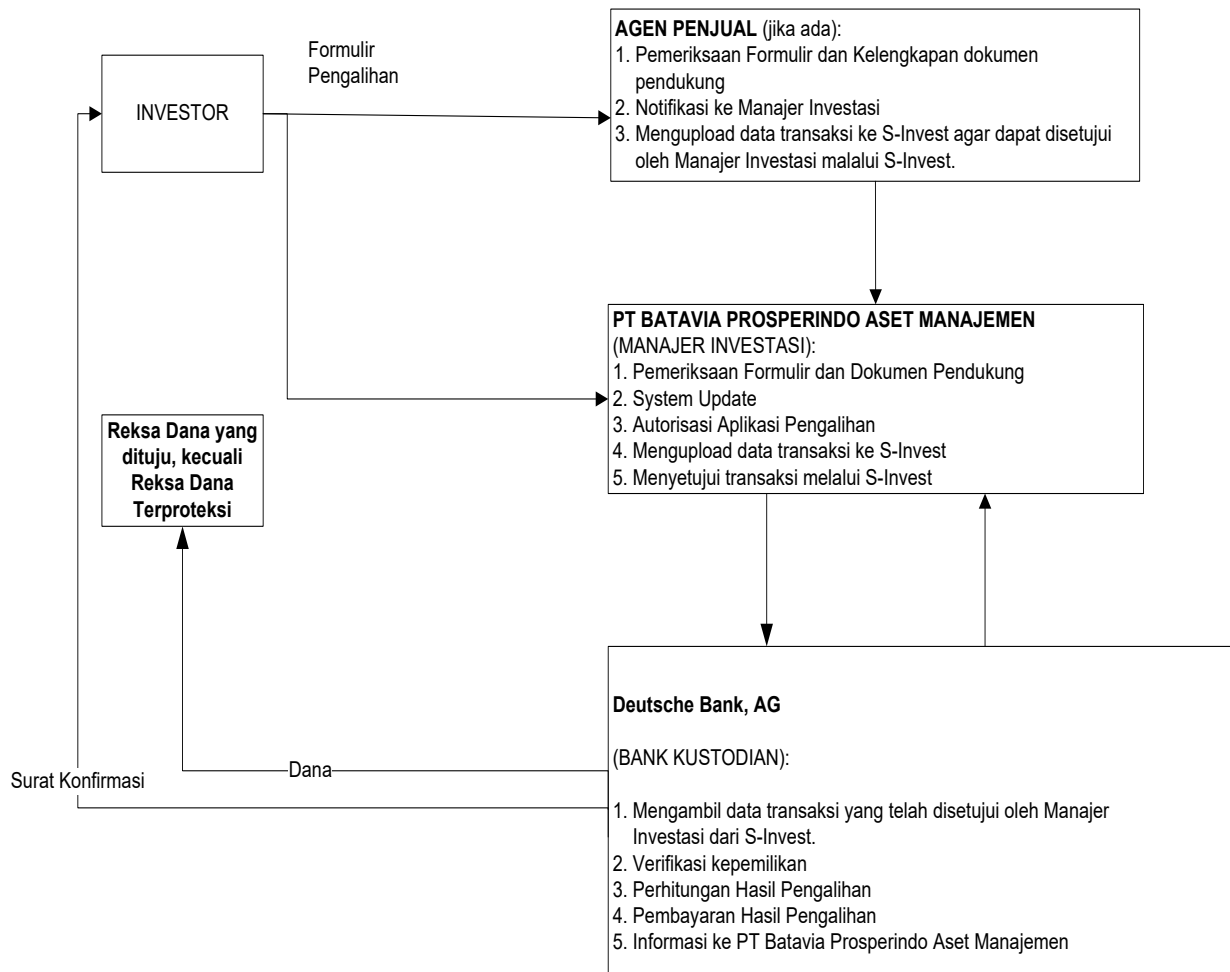 Formulir
Pengalihan
INVESTOR
AGEN PENJUAL (jika ada):
1. Pemeriksaan Formulir dan Kelengkapan dokumen
pendukung
2. Notifikasi ke Manajer Investasi
3. Mengupload data transaksi ke S-Invest agar dapat disetujui
oleh Manajer Investasi malalui S-Invest.
PT BATAVIA PROSPERINDO ASET MANAJEMEN
(MANAJER INVESTASI):
1. Pemeriksaan Formulir dan Dokumen Pendukung
2. System Update
3. Autorisasi Aplikasi Pengalihan
4. Mengupload data transaksi ke S-Invest
5. Menyetujui transaksi melalui S-Invest
Reksa Dana yang
dituju, kecuali
Reksa Dana
Terproteksi
Surat Konfirmasi
Dana
Deutsche Bank, AG
(BANK KUSTODIAN):
1. Mengambil data transaksi yang telah disetujui oleh Manajer
Investasi dari S-Invest.
2. Verifikasi kepemilikan
3. Perhitungan Hasil Pengalihan
4. Pembayaran Hasil Pengalihan
5. Informasi ke PT Batavia Prosperindo Aset Manajemen